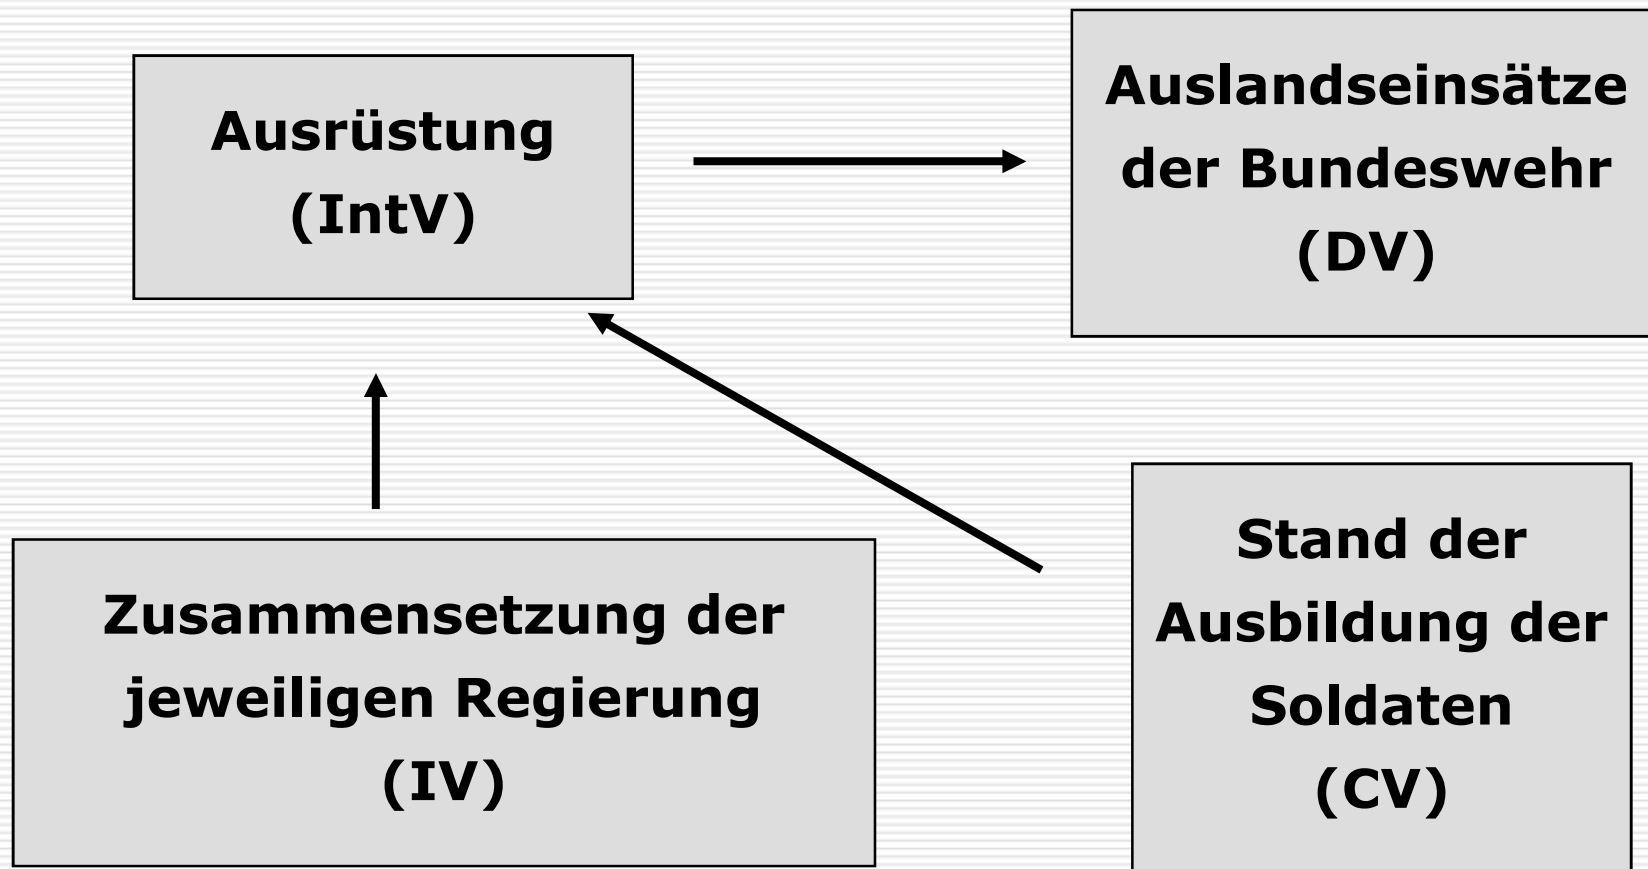 Ausrüstung
(IntV)
Auslandseinsätze
der Bundeswehr
(DV)
Zusammensetzung der
jeweiligen Regierung
(IV)
Stand der
Ausbildung der
Soldaten
(CV)